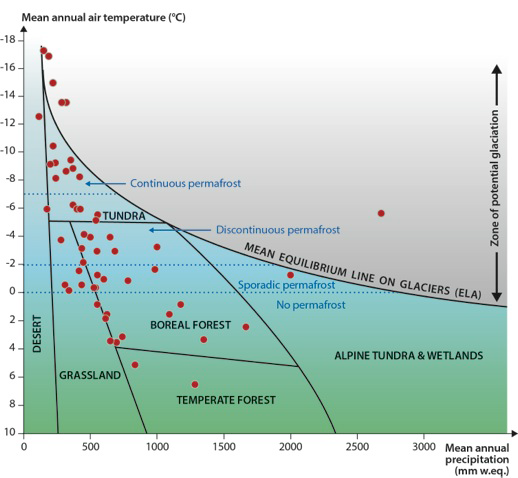 Mean annual air temperature (°C)
-18
-16
-14
-12
-10
-8
-6
-4
-2
0
2
4
6
8
10
Continuous permafrost
TUNDRA
Discontinuous permafrost
MEAN EQUILIBRIUM LINE ON GLACIERS (ELA)
Sporadic permafrost
No permafrost
Zone of potential glaciation
DESERT
BOREAL FOREST
ALPINE TUNDRA & WETLANDS
GRASSLAND
TEMPERATE FOREST
0
500
1000
1500
2000
2500
3000
Mean annual
precipitation
(mm w.eq.)